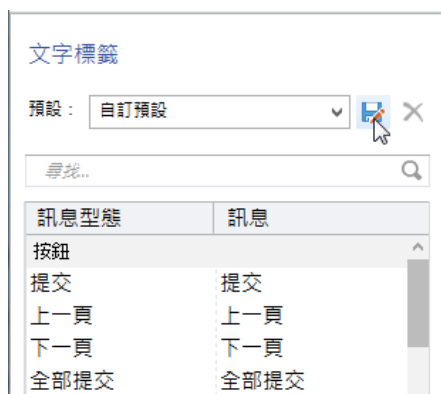 文字標籤
預設： 自訂預設
尋找...
訊息型態 訊息
按鈕
提交 提交
上一頁 上一頁
下一頁 下一頁
全部提交 全部提交